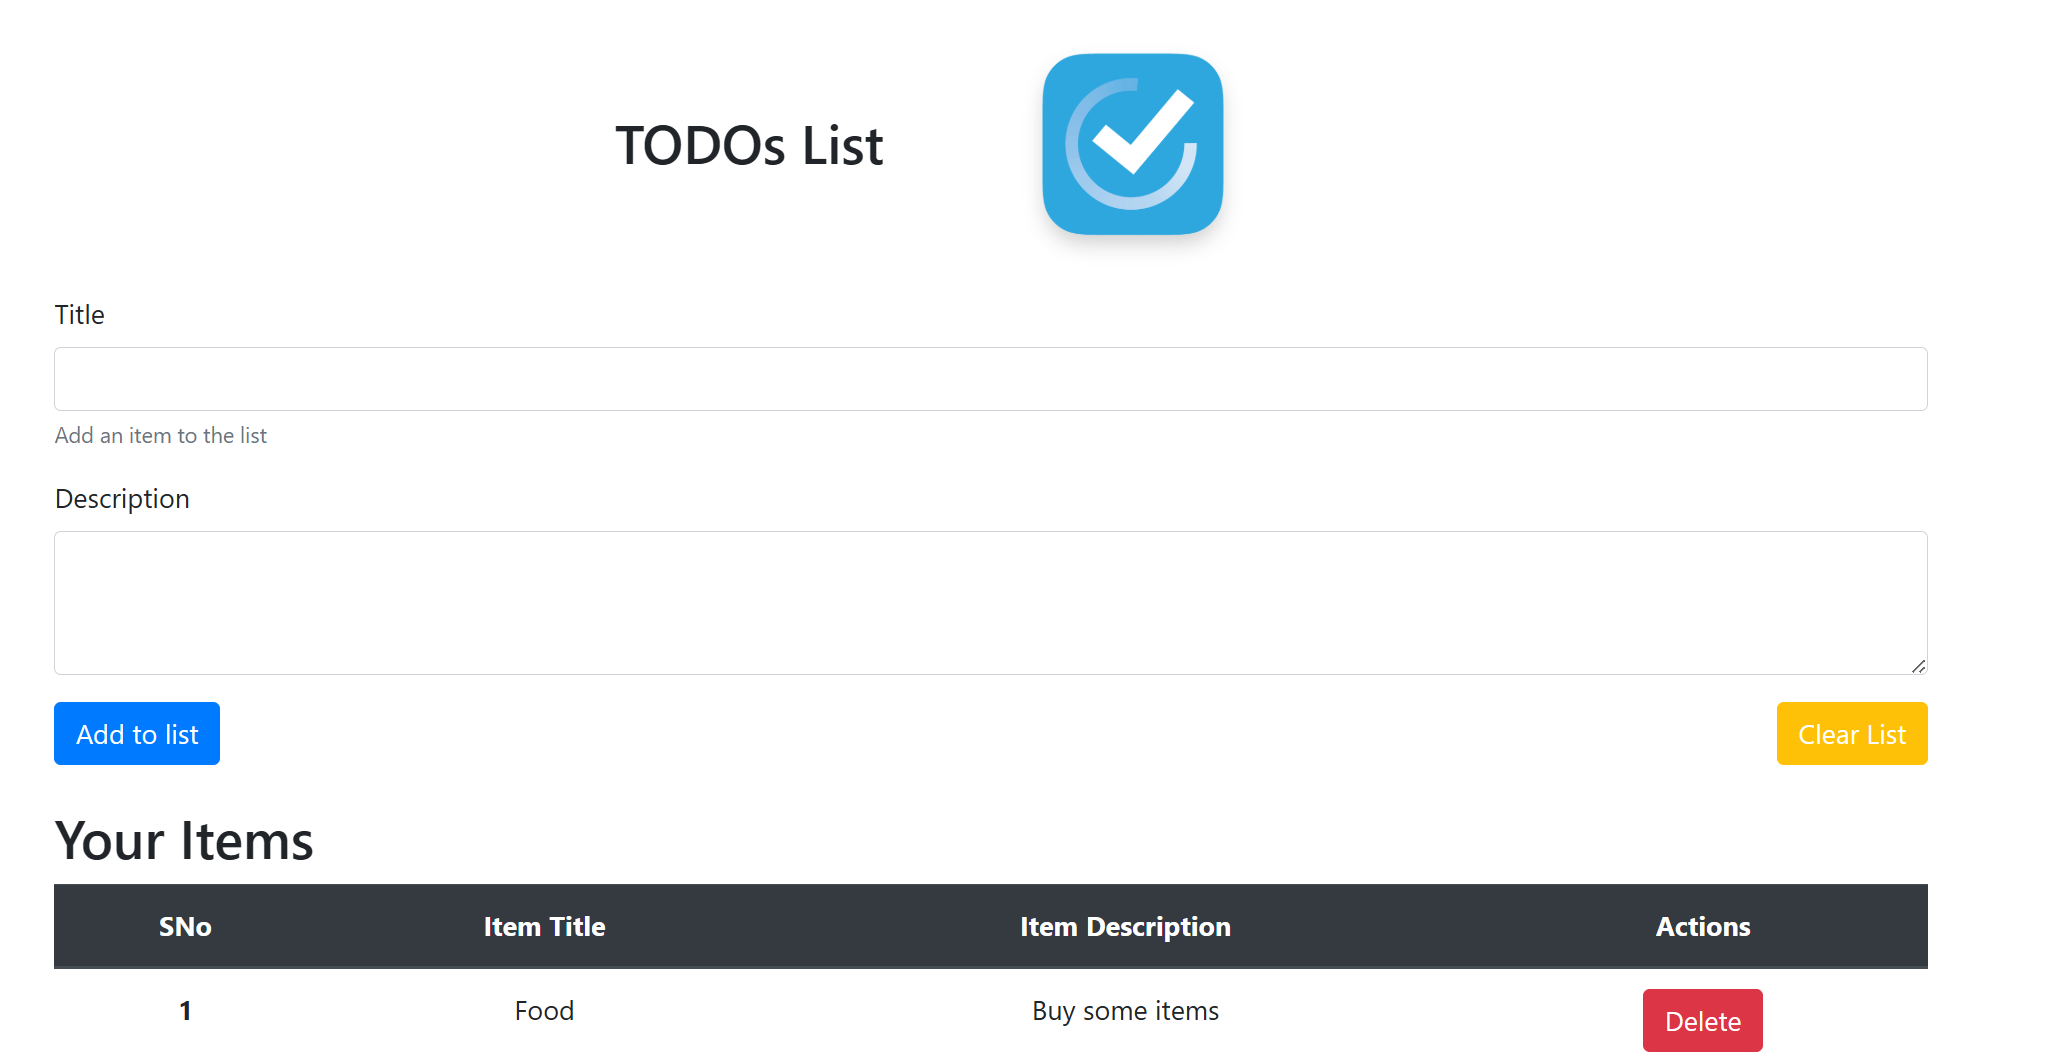 TODOs List
Title
Add an item to the list
Description
Add to list
Clear List
Your Items
SNo Item Title Item Description Actions
1 Food Buy some items Delete